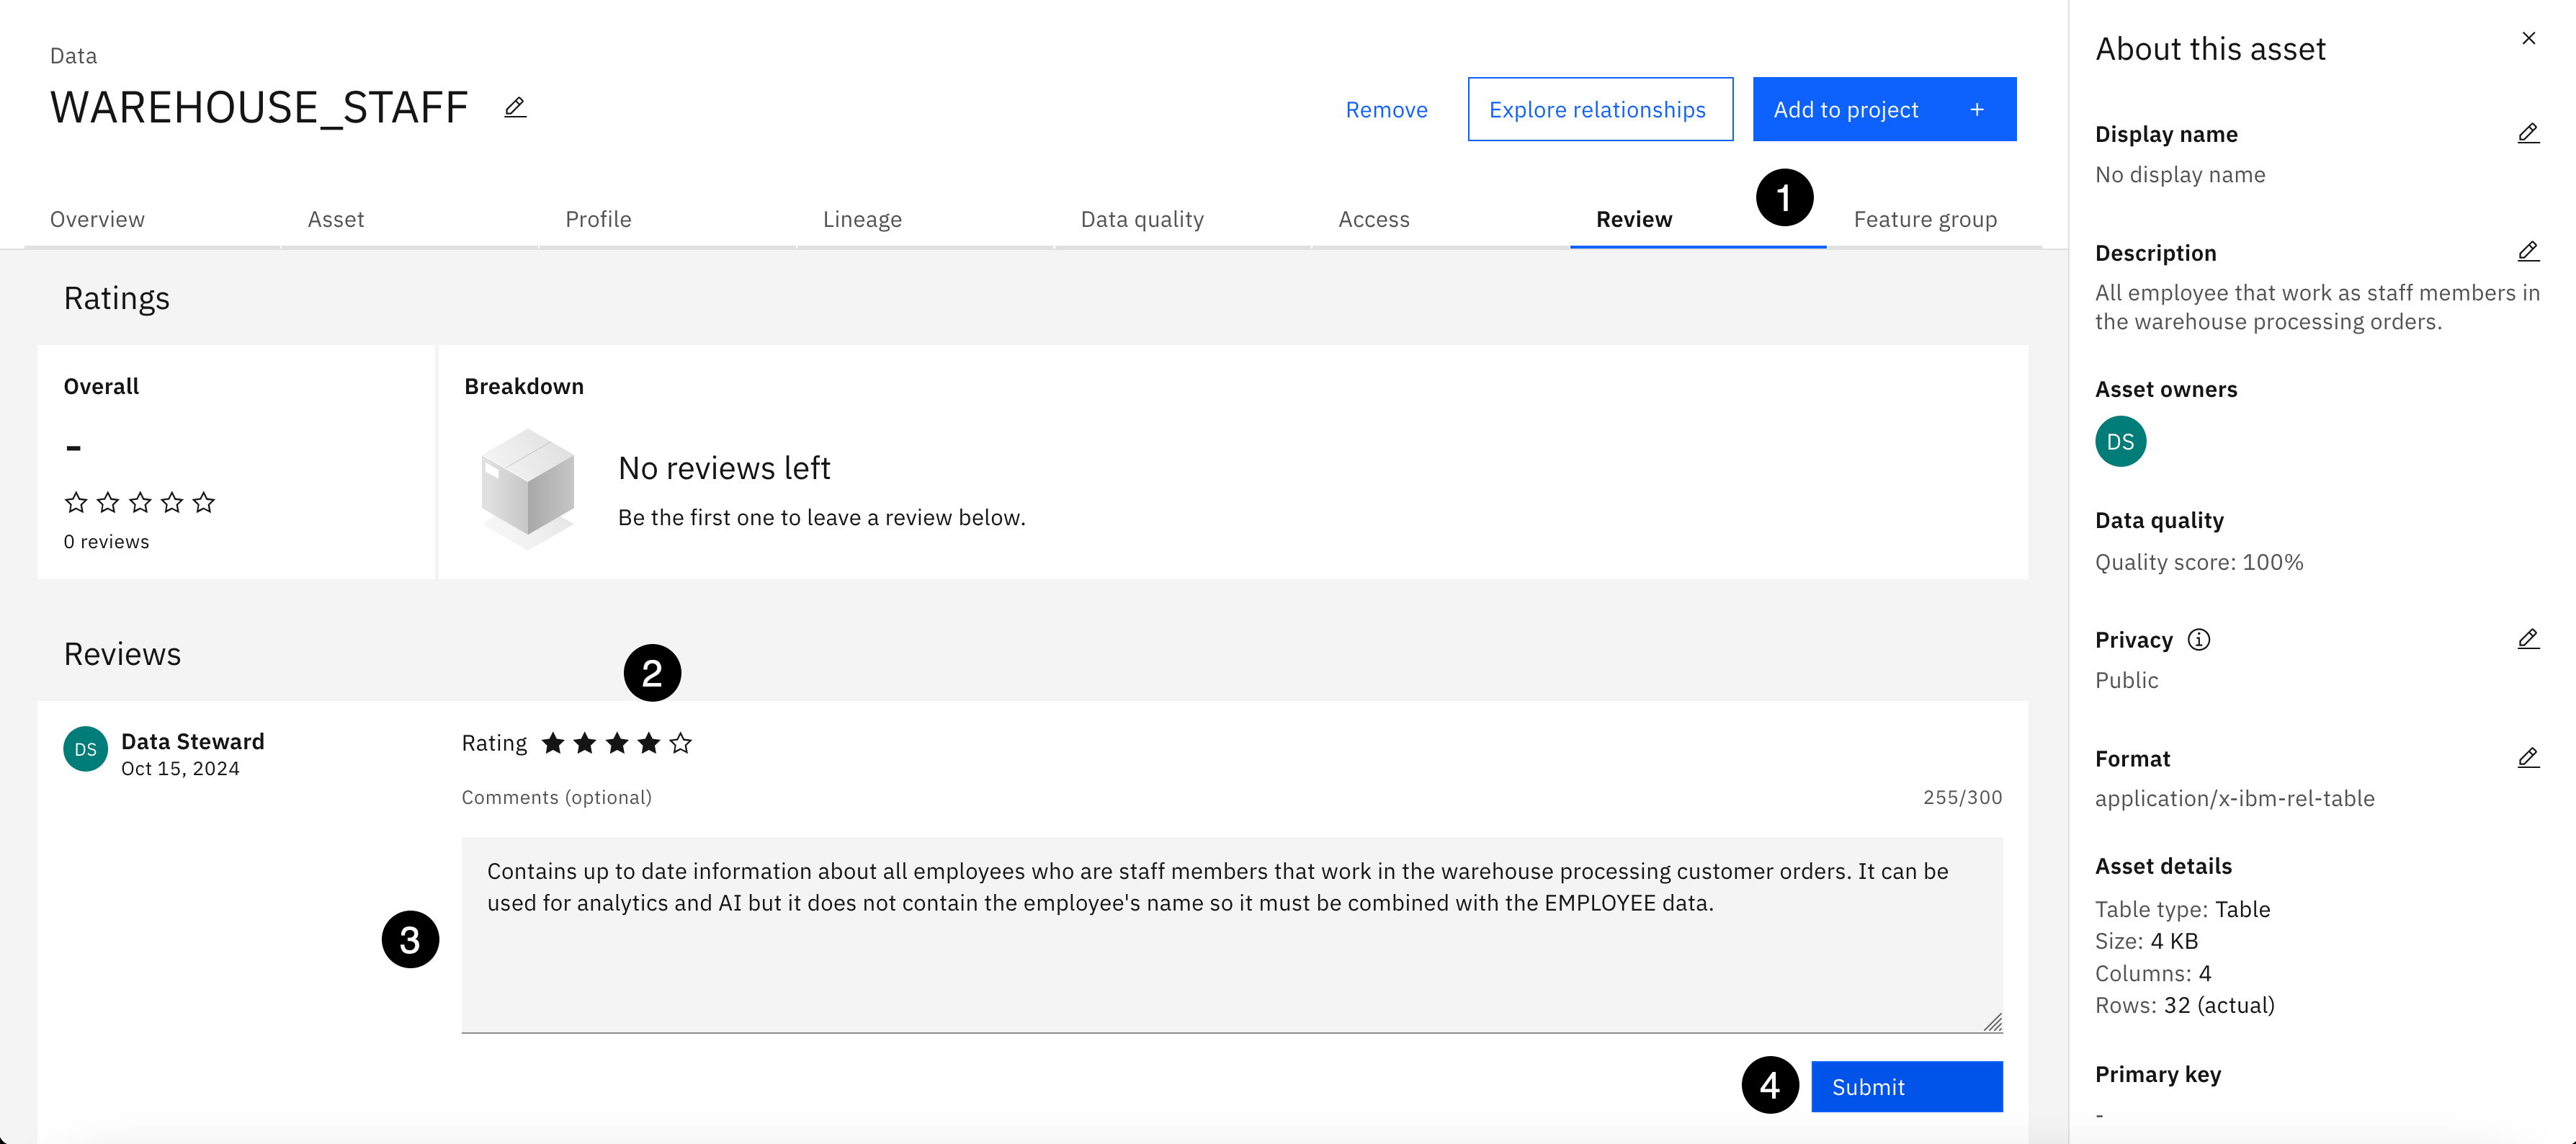 Data
WAREHOUSE_STAFF
Remove
Explore relationships
Add to project +
1
Overview
Asset
Profile
Lineage
Data quality
Access
Review
Feature group
Ratings
Overall
-
0 reviews
Breakdown
No reviews left
Be the first one to leave a review below.
Reviews
2
DS
Data Steward
Oct 15, 2024
Rating
Comments (optional)
255/300
Contains up to date information about all employees who are staff members that work in the warehouse processing customer orders. It can be
used for analytics and AI but it does not contain the employee's name so it must be combined with the EMPLOYEE data.
3
4
Submit
About this asset
Display name
No display name
Description
All employee that work as staff members in
the warehouse processing orders.
Asset owners
DS
Data quality
Quality score: 100%
Privacy
Public
Format
application/x-ibm-rel-table
Asset details
Table type: Table
Size: 4 KB
Columns: 4
Rows: 32 (actual)
Primary key
-